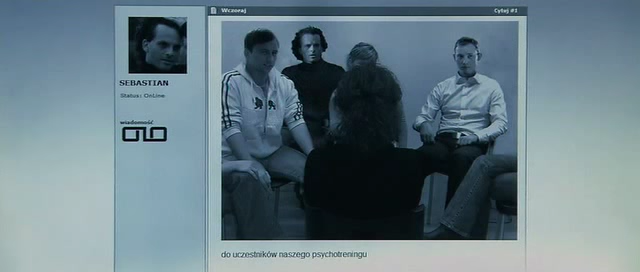 Wczoraj
Cytuj #1
SEBASTIAN
Status: OnLine
wiadomość
do uczestników naszego psychotreningu